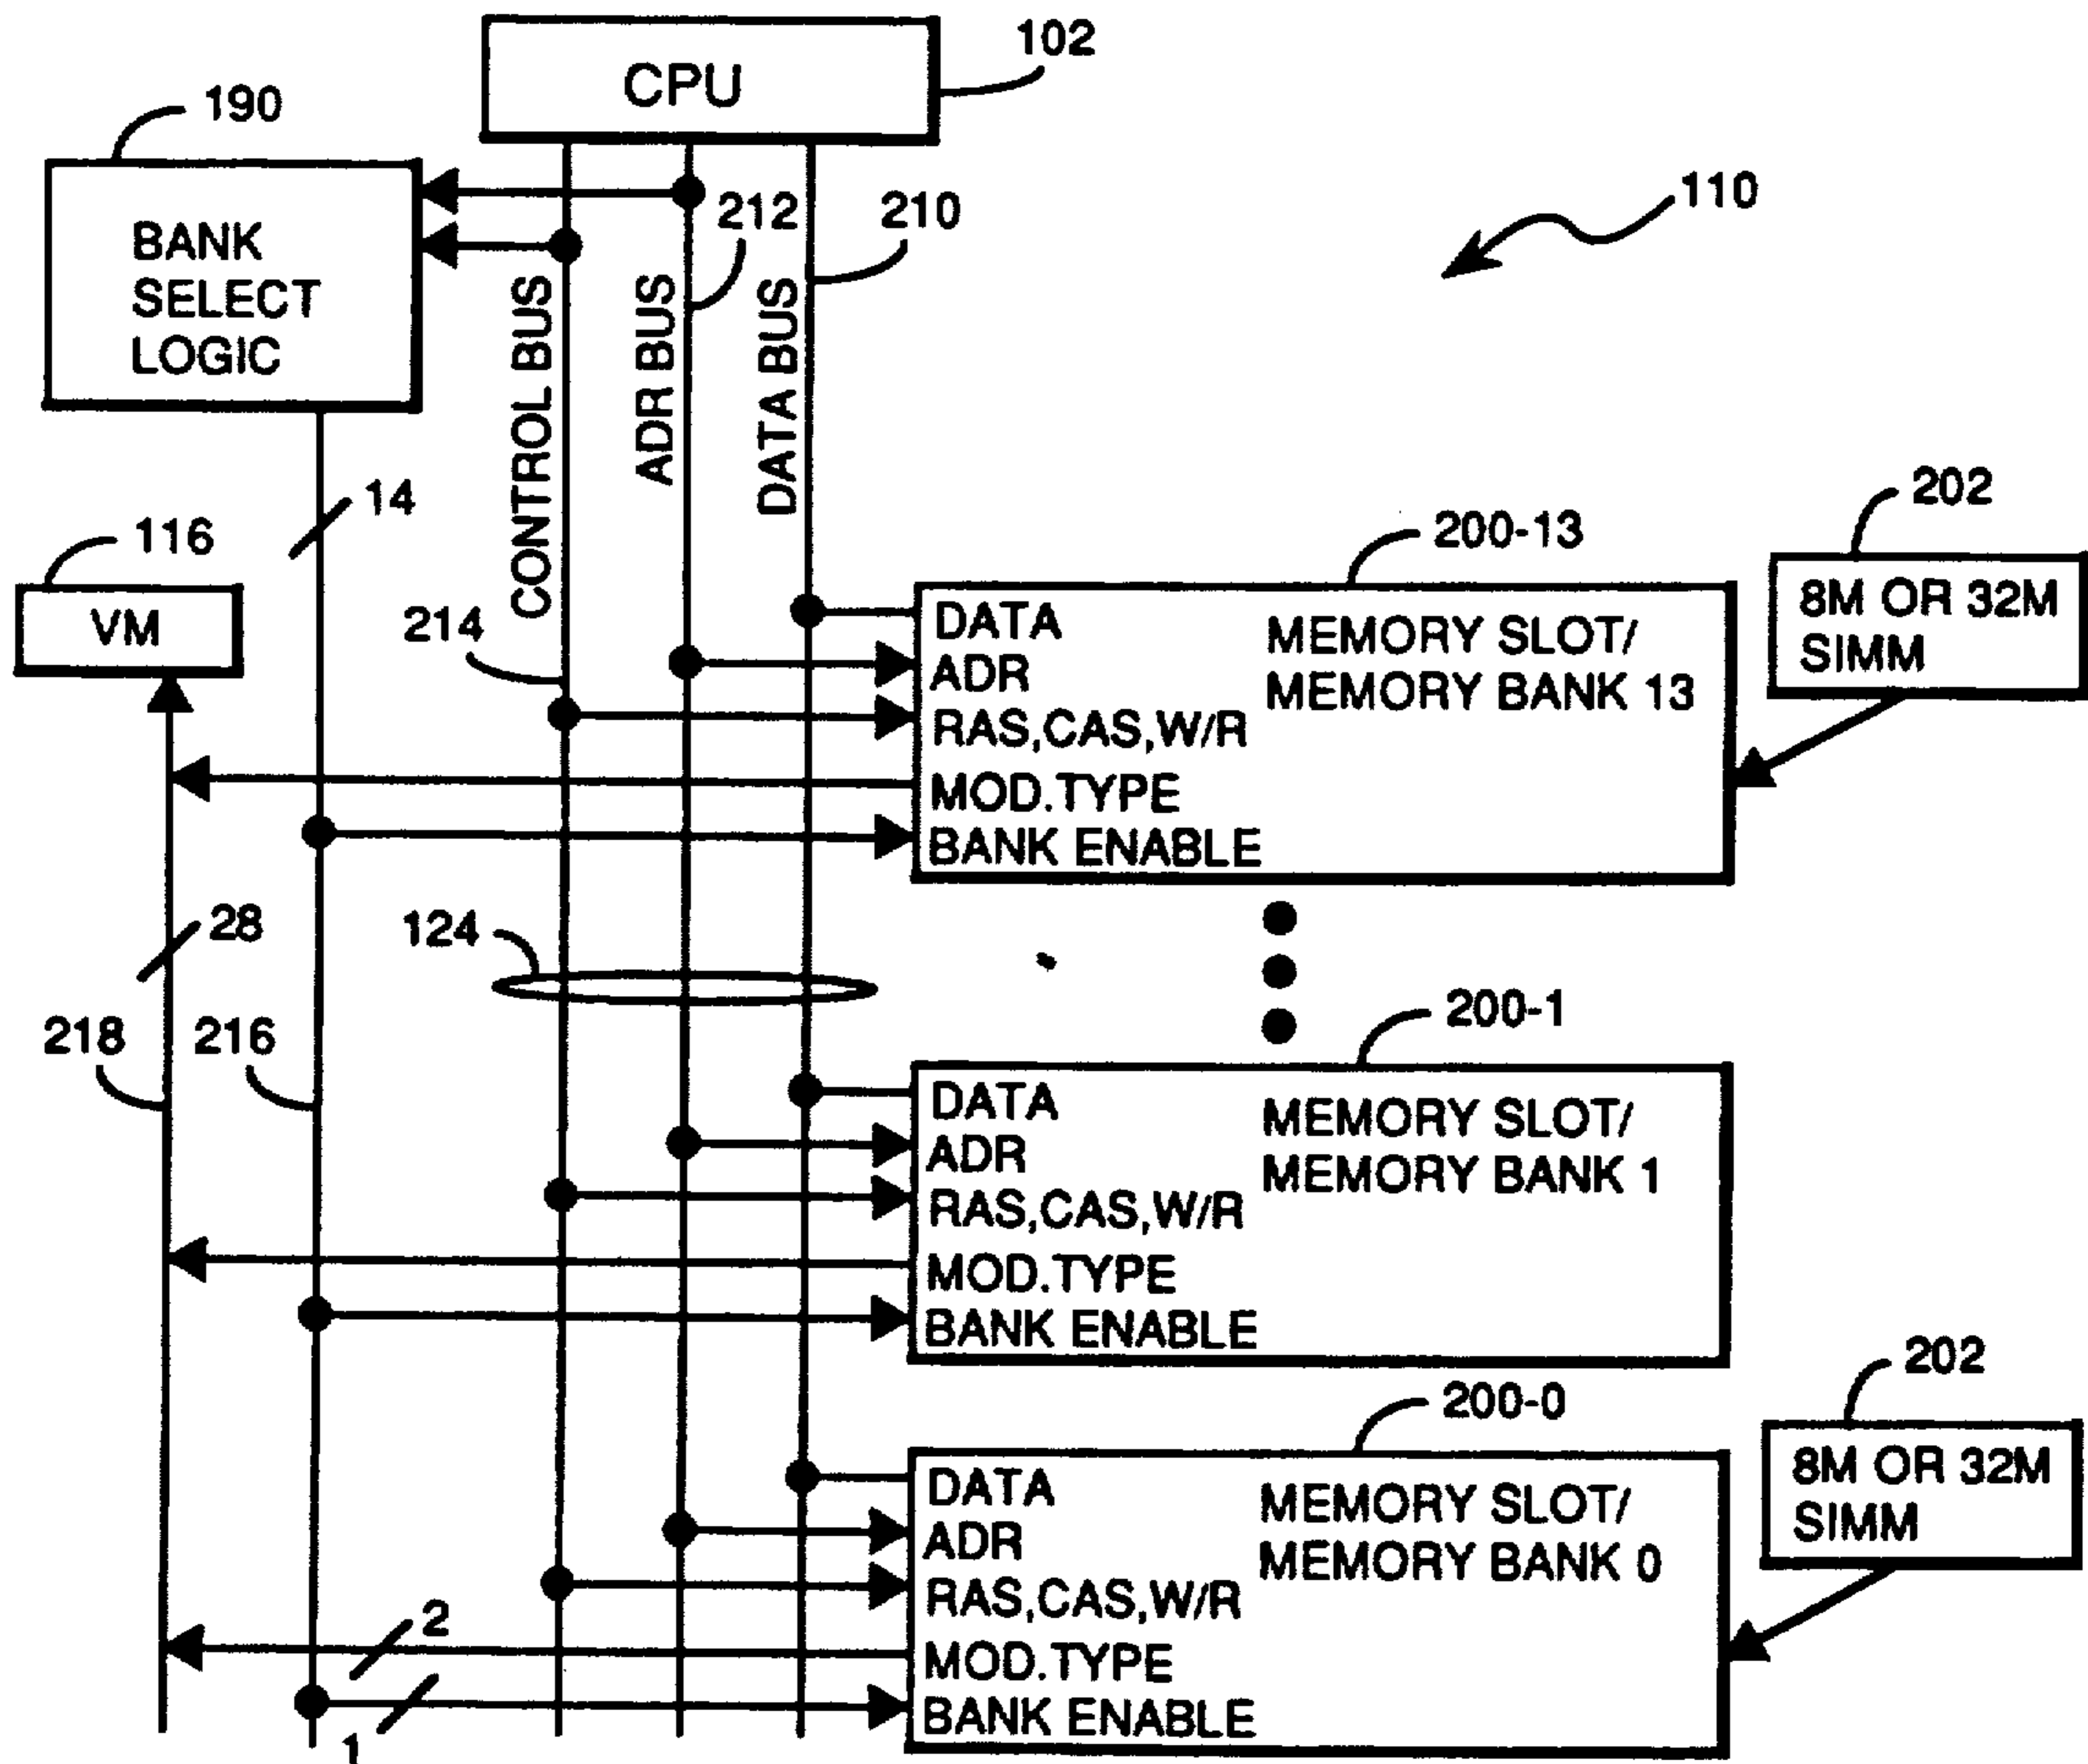 102
CPU
190
BANK
SELECT
LOGIC
212
210
110
CONTROL BUS
ADR BUS
DATA BUS
14
116
VM
214
200-13
202
8M OR 32M
SIMM
DATA
ADR
RAS,CAS,W/R
MOD.TYPE
BANK ENABLE
MEMORY SLOT/
MEMORY BANK 13
28
124
218
216
200-1
DATA
ADR
RAS,CAS,W/R
MOD.TYPE
BANK ENABLE
MEMORY SLOT/
MEMORY BANK 1
200-0
202
8M OR 32M
SIMM
DATA
ADR
RAS,CAS,W/R
MOD.TYPE
BANK ENABLE
MEMORY SLOT/
MEMORY BANK 0
2
1